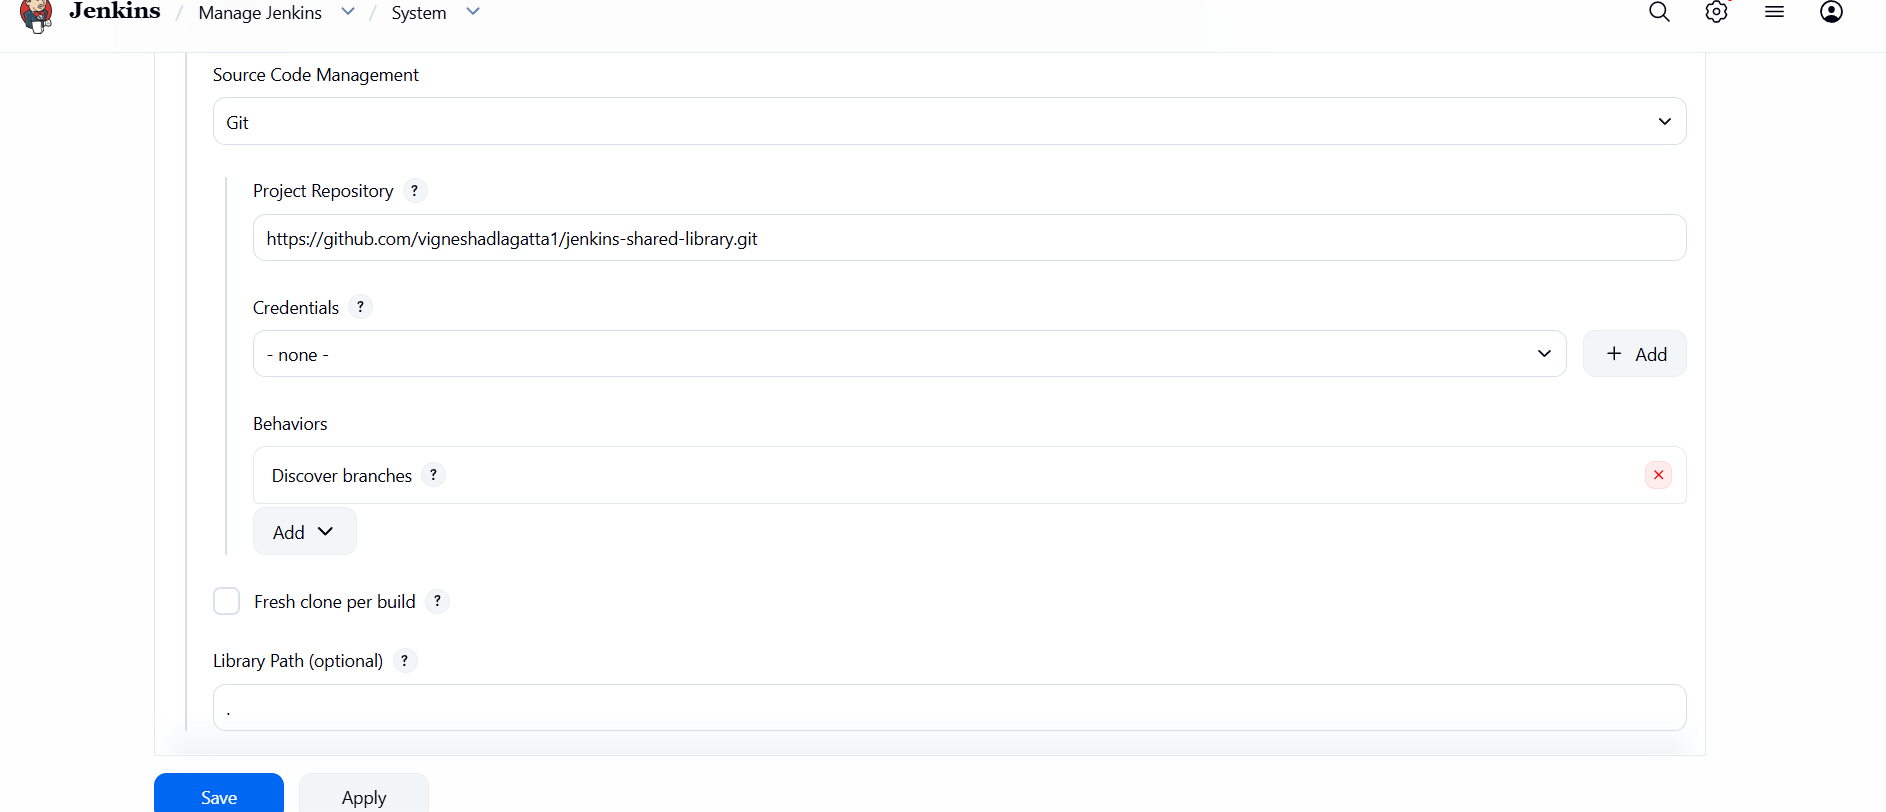 Jenkins / Manage Jenkins / System
Source Code Management
Git
Project Repository ?
https://github.com/vigneshadlagatta1/jenkins-shared-library.git
Credentials ?
- none -
+ Add
Behaviors
Discover branches ?
Add
Fresh clone per build ?
Library Path (optional) ?
.
Save Apply